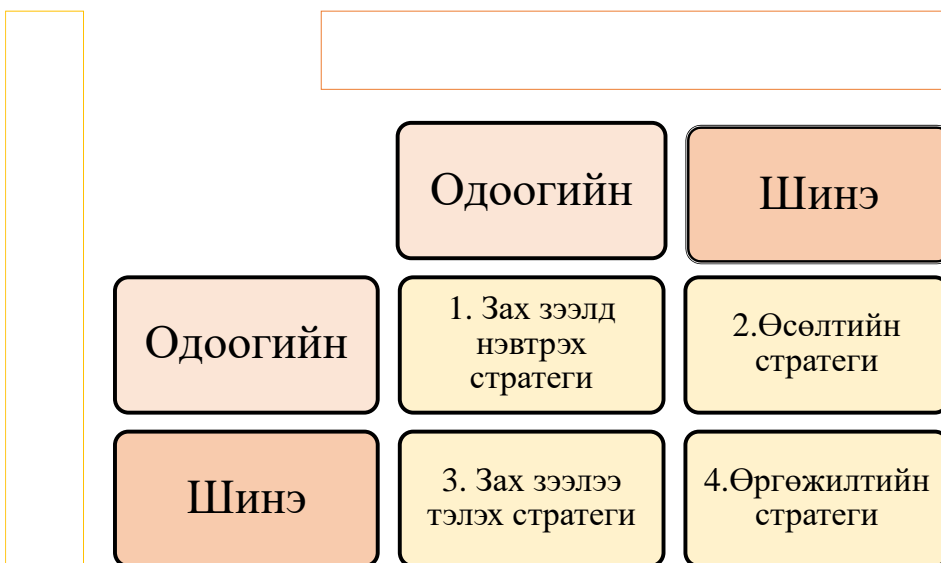 Одоогийн
Шинэ
Одоогийн
1. Зах зээлд
нэвтрэх
стратеги
2.Өсөлтийн
стратеги
Шинэ
3. Зах зээлээ
тэлэх стратеги
4.Өргөжилтийн
стратеги